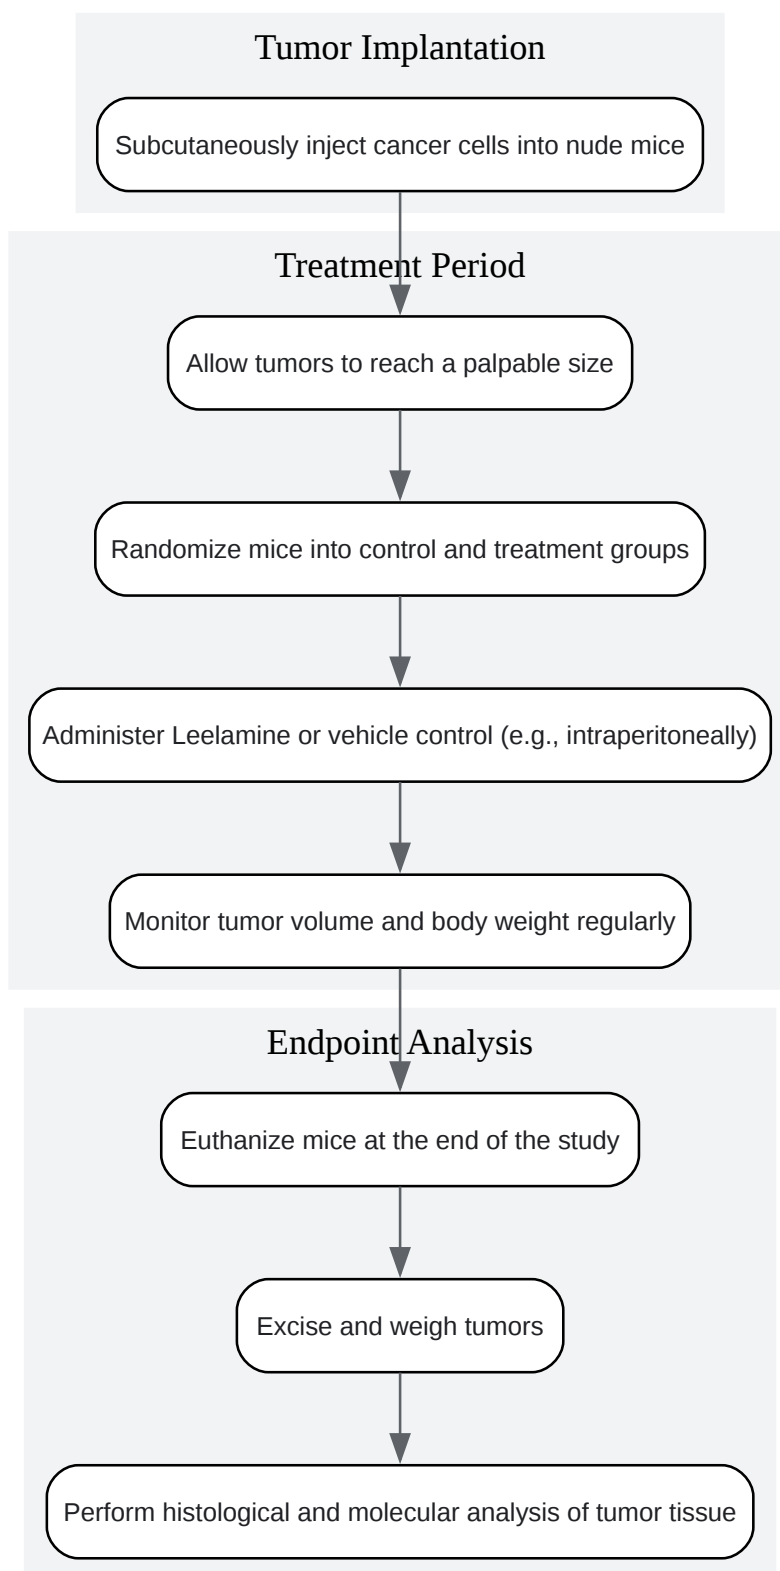 Tumor Implantation
Subcutaneously inject cancer cells into nude mice
Treatment Period
Allow tumors to reach a palpable size
Randomize mice into control and treatment groups
Administer Leelamine or vehicle control (e.g., intraperitoneally)
Monitor tumor volume and body weight regularly
Endpoint Analysis
Euthanize mice at the end of the study
Excise and weigh tumors
Perform histological and molecular analysis of tumor tissue